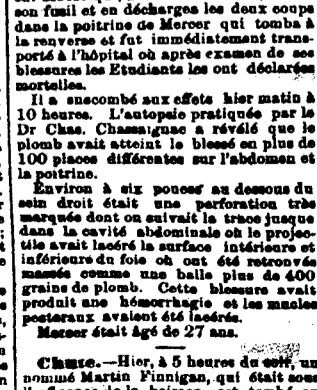 son fusil et en déchargea les deux coups
dans la poitrine de Mercer qui tomba à
la renverse et fut immédiatement trans-
porté à l'hôpital où après examen de ses
blessures les Etudiants les ont déclarées
mortelles.
Il a succombé aux effets hier matin à
10 heures. L'autopsie pratiquée par le
Dr Chas. Chassaignac a révélé que le
plomb avait atteint le blessé en plus de
100 places différentes sur l'abdomen et
la poitrine.
Environ à six pouces au dessous du
sein droit était une perforation très
marquée dont on suivait la trace jusque
dans la cavité abdominale où le projec-
tile avait lacéré la surface intérieure et
inférieure du foie où ont été retrouvés
massés comme une balle plus de 400
grains de plomb. Cette blessure avait
produit une hémorrhagie et les muscles
pectoraux avaient été lacérés.
Mercer était âgé de 27 ans.
Chute.—Hier, à 5 heures du soir, un
nommé Martin Finnigan, qui était sous